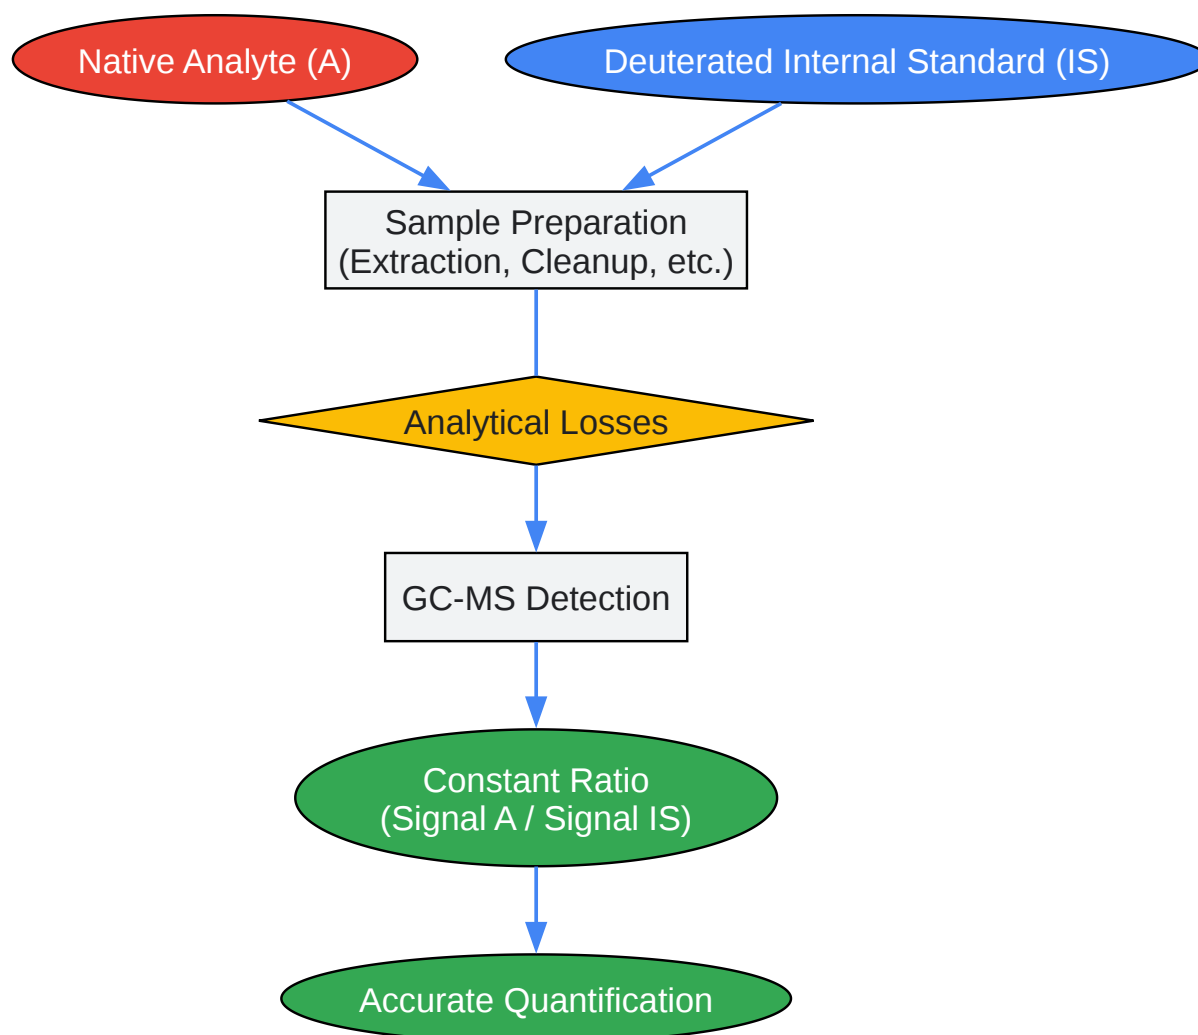 Native Analyte (A)
Deuterated Internal Standard (IS)
Sample Preparation
(Extraction, Cleanup, etc.)
Analytical Losses
GC-MS Detection
Constant Ratio
(Signal A / Signal IS)
Accurate Quantification